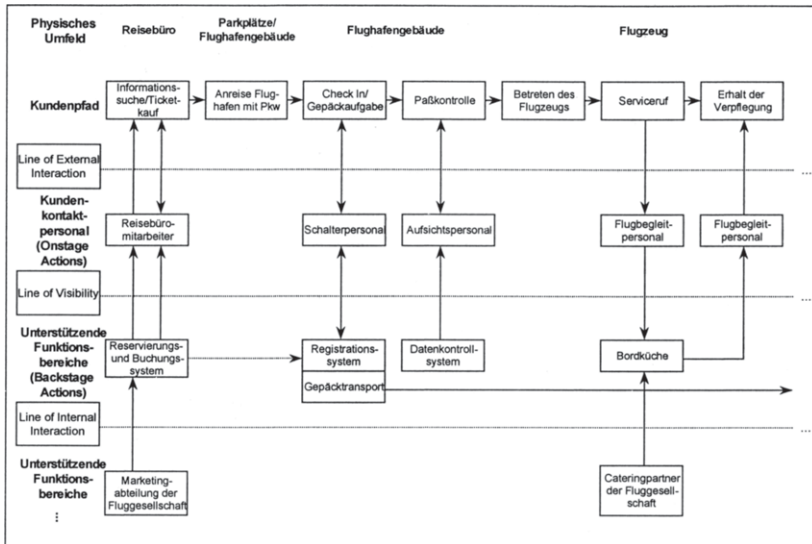 Physisches
Umfeld
Reisebüro
Parkplätze/
Flughafengebäude
Flughafengebäude
Flugzeug
Kundenpfad
Informations-
suche/Ticket-
kauf
Anreise Flug-
hafen mit Pkw
Check In/
Gepäckaufgabe
Paßkontrolle
Betreten des
Flugzeugs
Serviceruf
Erhalt der
Verpflegung
Line of External
Interaction
...
Kunden-
kontakt-
personal
(Onstage
Actions)
Reisebüro-
mitarbeiter
Schalterpersonal
Aufsichtspersonal
Flugbegleit-
personal
Flugbegleit-
personal
Line of Visibility
...
Unterstützende
Funktions-
bereiche
(Backstage
Actions)
Reservierungs-
und Buchungs-
system
Registrations-
system
Gepäcktransport
Datenkontroll-
system
Bordküche
Line of Internal
Interaction
...
Unterstützende
Funktions-
bereiche
⋮
Marketing-
abteilung der
Fluggesellschaft
Cateringpartner
der Fluggesell-
schaft